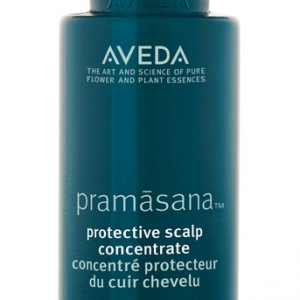 AVEDA
THE ART AND SCIENCE OF PURE
FLOWER AND PLANT ESSENCES
pramāsana™
protective scalp
concentrate
concentré protecteur
du cuir chevelu